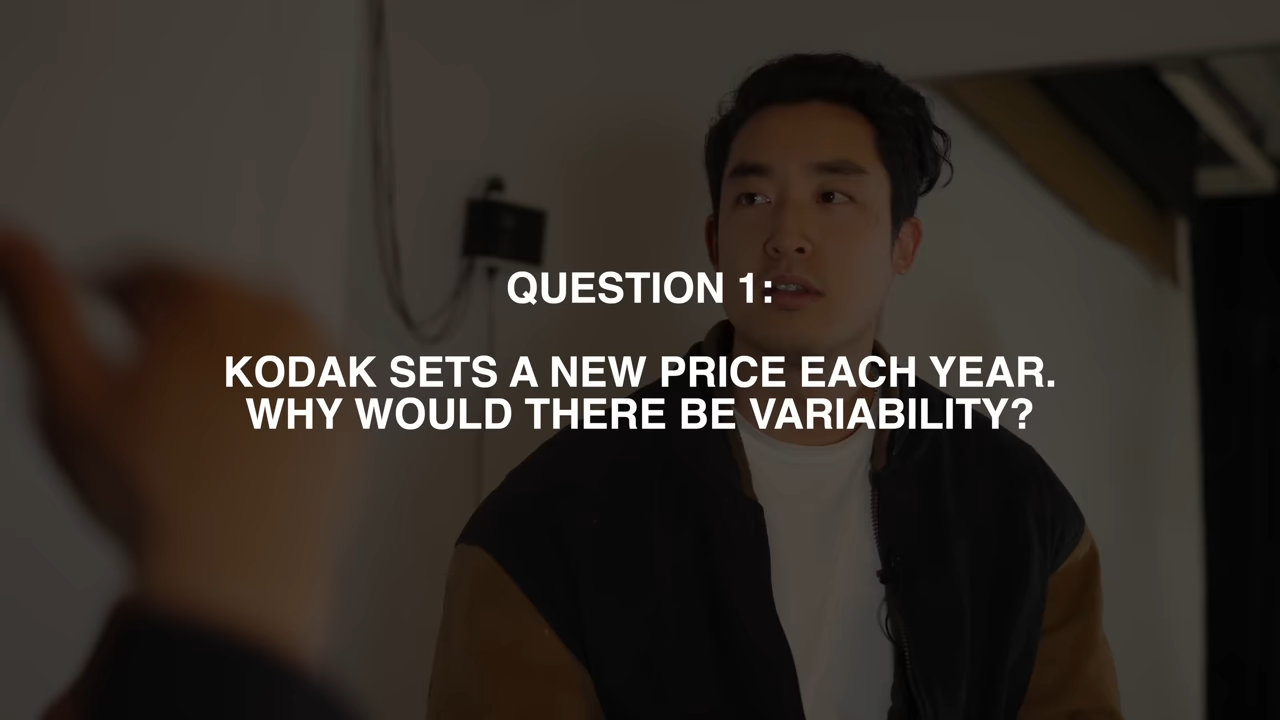 QUESTION 1:
KODAK SETS A NEW PRICE EACH YEAR.
WHY WOULD THERE BE VARIABILITY?